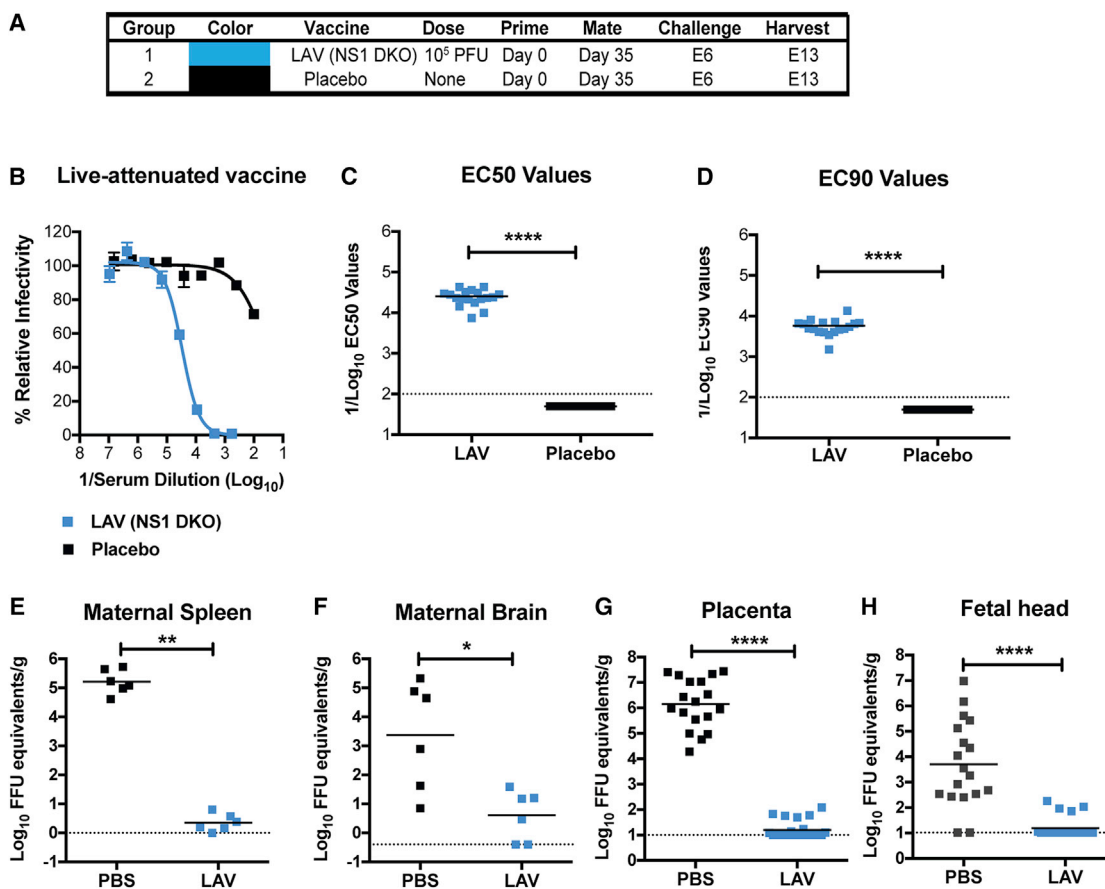 A
Group Color Vaccine Dose Prime Mate Challenge Harvest
1 LAV (NS1 DKO) 10⁵ PFU Day 0 Day 35 E6 E13
2 Placebo None Day 0 Day 35 E6 E13
B
Live-attenuated vaccine
% Relative Infectivity
120
100
80
60
40
20
0
8 7 6 5 4 3 2 1
1/Serum Dilution (Log₁₀)
LAV (NS1 DKO)
Placebo
C
EC50 Values
****
1/Log₁₀ EC50 Values
6
5
4
3
2
1
LAV Placebo
D
EC90 Values
****
1/Log₁₀ EC90 Values
6
5
4
3
2
1
LAV Placebo
E
Maternal Spleen
**
Log₁₀ FFU equivalents/g
6
5
4
3
2
1
0
-1
PBS LAV
F
Maternal Brain
*
Log₁₀ FFU equivalents/g
6
5
4
3
2
1
0
-1
PBS LAV
G
Placenta
****
Log₁₀ FFU equivalents/g
8
7
6
5
4
3
2
1
0
PBS LAV
H
Fetal head
****
Log₁₀ FFU equivalents/g
8
7
6
5
4
3
2
1
0
PBS LAV